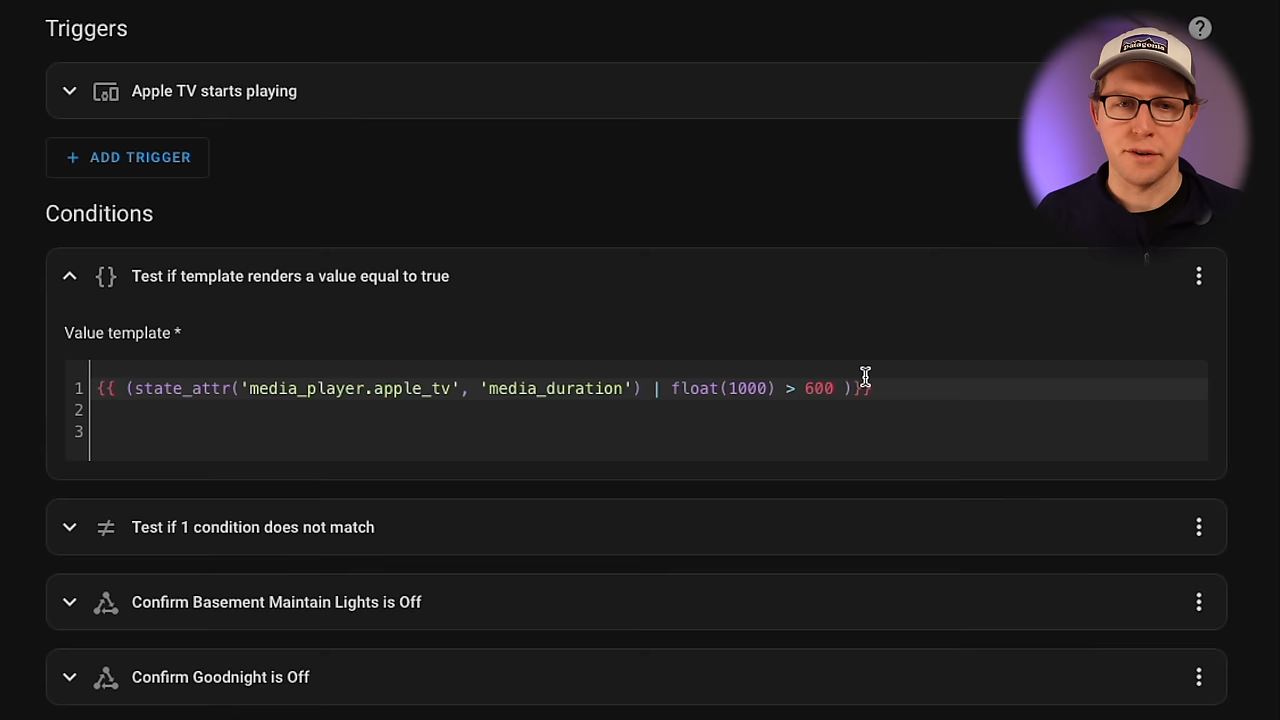 Triggers
?
Apple TV starts playing
+ ADD TRIGGER
patagonia
Conditions
{} Test if template renders a value equal to true
Value template *
1 {{ (state_attr('media_player.apple_tv', 'media_duration') | float(1000) > 600 )}}
2
3
≠ Test if 1 condition does not match
Confirm Basement Maintain Lights is Off
Confirm Goodnight is Off